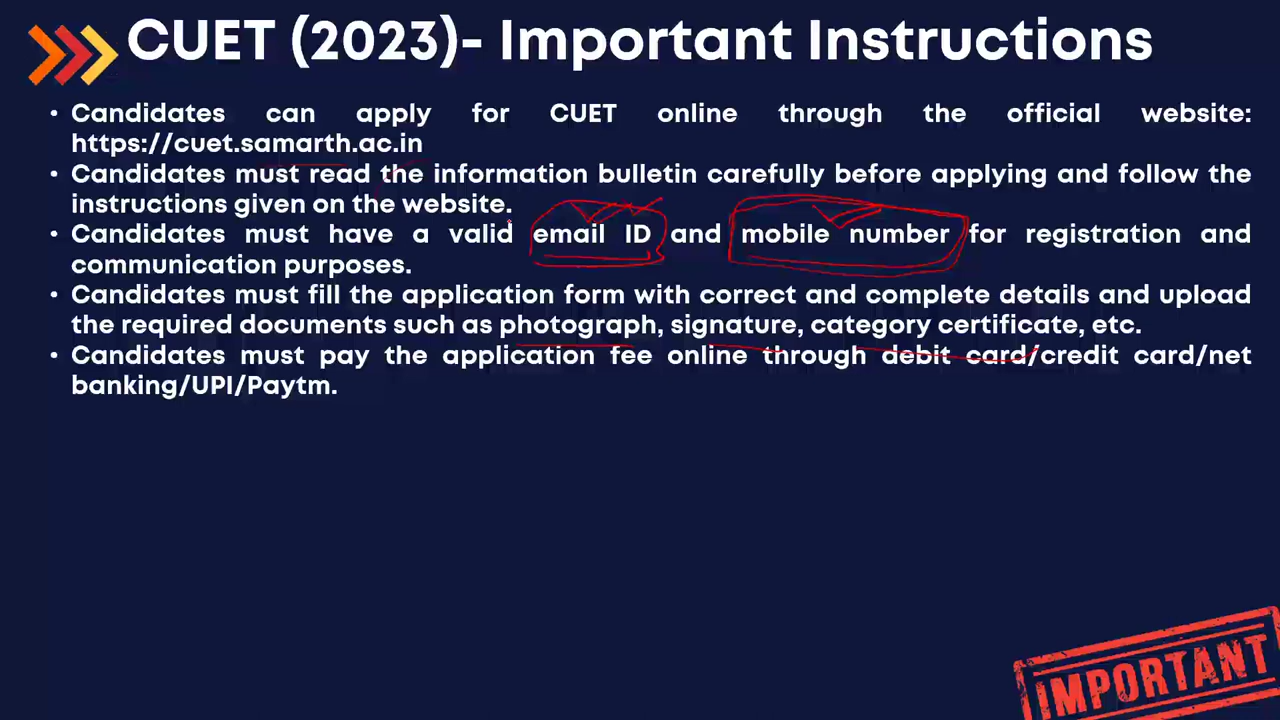 CUET (2023)- Important Instructions
• Candidates can apply for CUET online through the official website:
https://cuet.samarth.ac.in
• Candidates must read the information bulletin carefully before applying and follow the
instructions given on the website.
• Candidates must have a valid email ID and mobile number for registration and
communication purposes.
• Candidates must fill the application form with correct and complete details and upload
the required documents such as photograph, signature, category certificate, etc.
• Candidates must pay the application fee online through debit card/credit card/net
banking/UPI/Paytm.
IMPORTANT